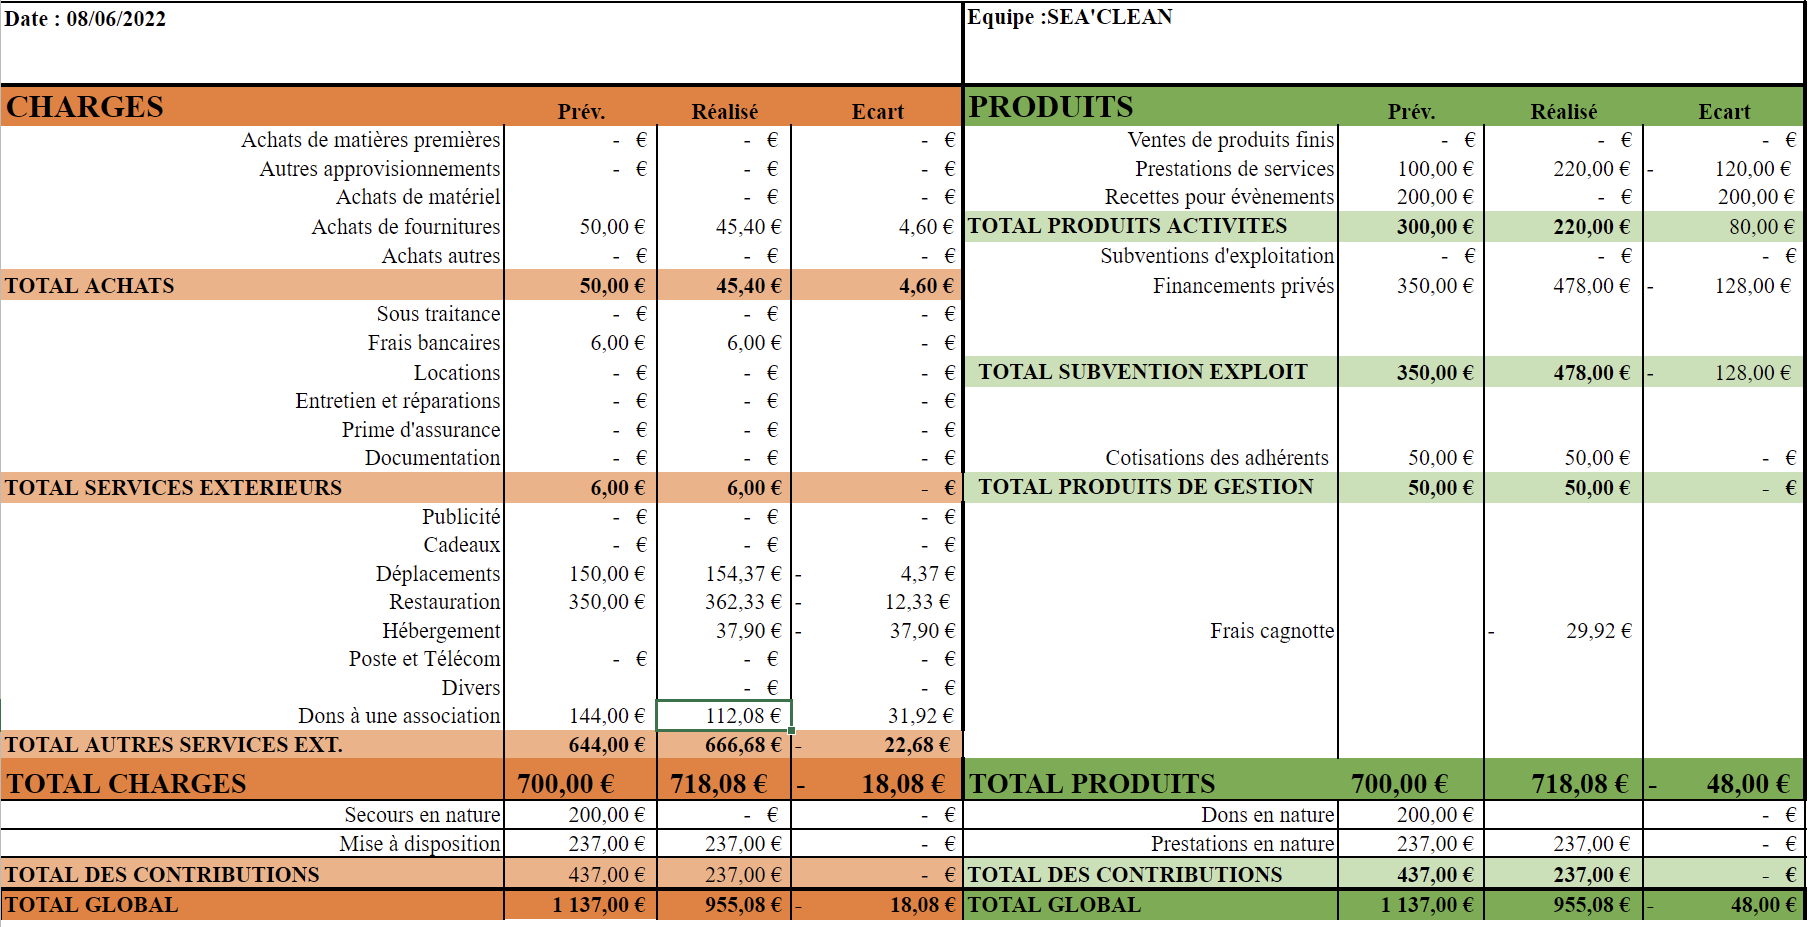 Date : 08/06/2022 Equipe :SEA'CLEAN
CHARGES Prév. Réalisé Ecart PRODUITS Prév. Réalisé Ecart
Achats de matières premières - € - € - € Ventes de produits finis - € - € - €
Autres approvisionnements - € - € - € Prestations de services 100,00 € 220,00 € - 120,00 €
Achats de matériel - € - € Recettes pour évènements 200,00 € - € 200,00 €
Achats de fournitures 50,00 € 45,40 € 4,60 € TOTAL PRODUITS ACTIVITES 300,00 € 220,00 € 80,00 €
Achats autres - € - € - € Subventions d'exploitation - € - € - €
TOTAL ACHATS 50,00 € 45,40 € 4,60 € Financements privés 350,00 € 478,00 € - 128,00 €
Sous traitance - € - € - €
Frais bancaires 6,00 € 6,00 € - €
Locations - € - € - € TOTAL SUBVENTION EXPLOIT 350,00 € 478,00 € - 128,00 €
Entretien et réparations - € - € - €
Prime d'assurance - € - € - €
Documentation - € - € - € Cotisations des adhérents 50,00 € 50,00 € - €
TOTAL SERVICES EXTERIEURS 6,00 € 6,00 € - € TOTAL PRODUITS DE GESTION 50,00 € 50,00 € - €
Publicité - € - € - €
Cadeaux - € - € - €
Déplacements 150,00 € 154,37 € - 4,37 €
Restauration 350,00 € 362,33 € - 12,33 €
Hébergement 37,90 € - 37,90 € Frais cagnotte - 29,92 €
Poste et Télécom - € - € - €
Divers - € - €
Dons à une association 144,00 € 112,08 € 31,92 €
TOTAL AUTRES SERVICES EXT. 644,00 € 666,68 € - 22,68 €
TOTAL CHARGES 700,00 € 718,08 € - 18,08 € TOTAL PRODUITS 700,00 € 718,08 € - 48,00 €
Secours en nature 200,00 € - € - € Dons en nature 200,00 € - €
Mise à disposition 237,00 € 237,00 € - € Prestations en nature 237,00 € 237,00 € - €
TOTAL DES CONTRIBUTIONS 437,00 € 237,00 € - € TOTAL DES CONTRIBUTIONS 437,00 € 237,00 € - €
TOTAL GLOBAL 1 137,00 € 955,08 € - 18,08 € TOTAL GLOBAL 1 137,00 € 955,08 € - 48,00 €